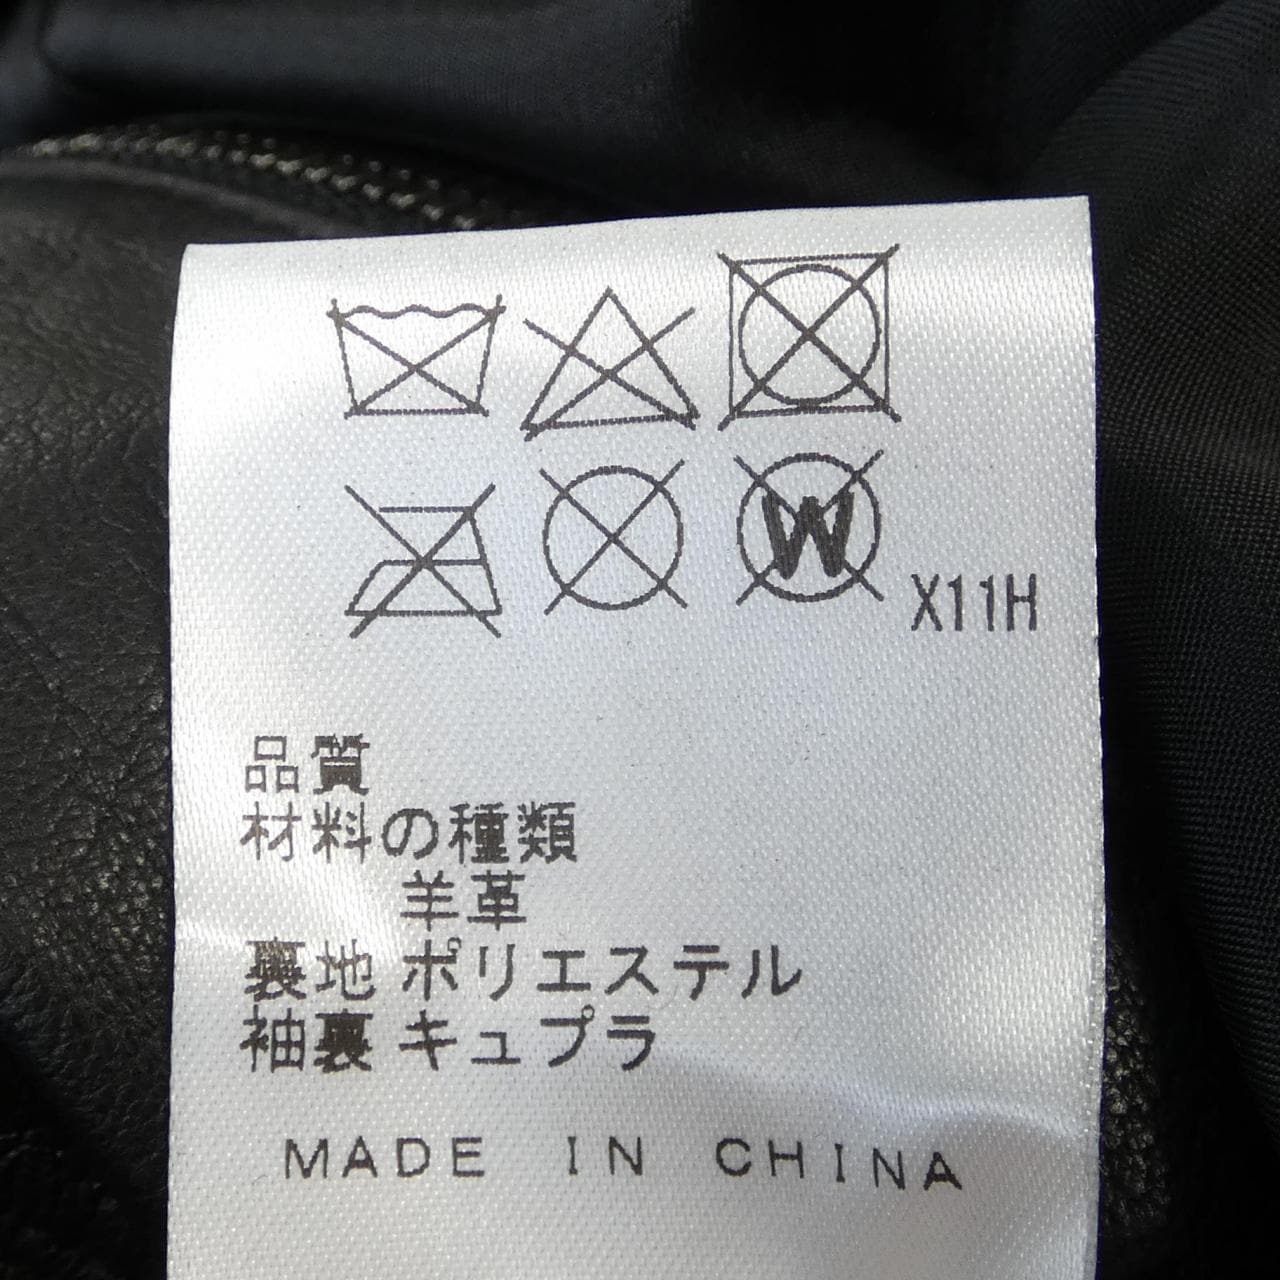 W
X11H
品質
材料の種類
羊革
裏地 ポリエステル
袖裏 キュプラ
MADE IN CHINA